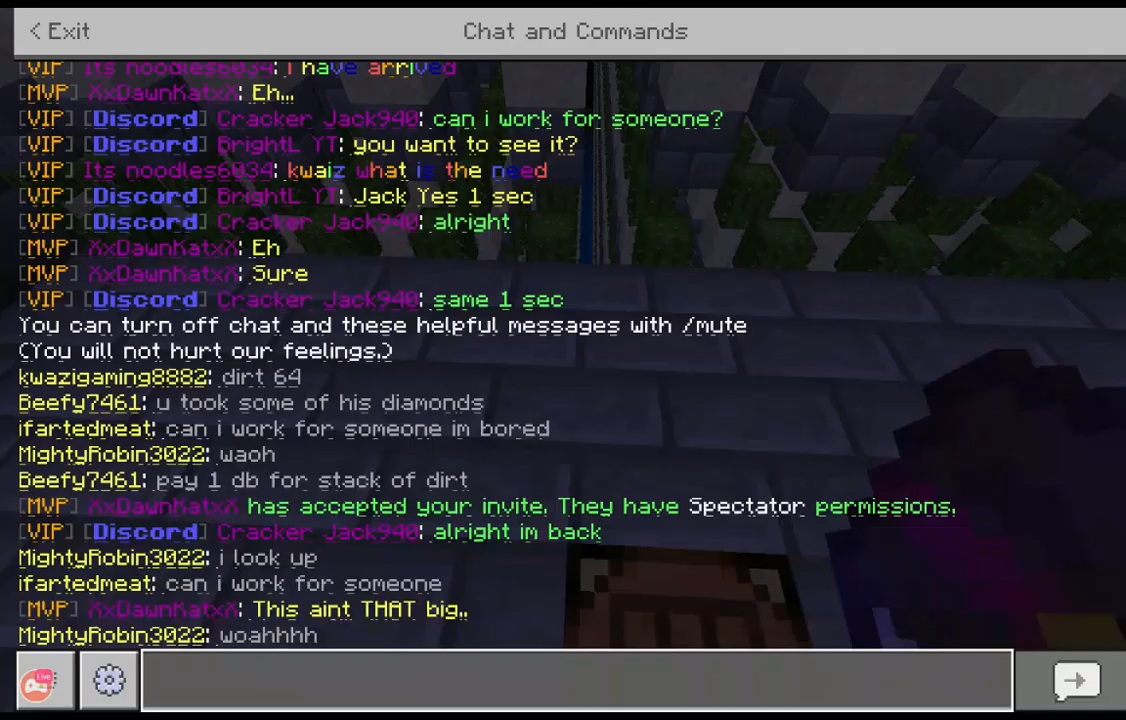 < Exit
Chat and Commands
[VIP] Its noodles6034: i have arrived
[MVP] XxDawnKatxX: Eh...
[VIP] [Discord] Cracker Jack940: can i work for someone?
[VIP] [Discord] BrightL YT: you want to see it?
[VIP] Its noodles6034: kwaiz what is the need
[VIP] [Discord] BrightL YT: Jack Yes 1 sec
[VIP] [Discord] Cracker Jack940: alright
[MVP] XxDawnKatxX: Eh
[MVP] XxDawnKatxX: Sure
[VIP] [Discord] Cracker Jack940: same 1 sec
You can turn off chat and these helpful messages with /mute
(You will not hurt our feelings.)
kwazigaming8882: dirt 64
Beefy7461: u took some of his diamonds
ifartedmeat: can i work for someone im bored
MightyRobin3022: waoh
Beefy7461: pay 1 db for stack of dirt
[MVP] XxDawnKatxX has accepted your invite. They have Spectator permissions.
[VIP] [Discord] Cracker Jack940: alright im back
MightyRobin3022: i look up
ifartedmeat: can i work for someone
[MVP] XxDawnKatxX: This aint THAT big..
MightyRobin3022: woahhhh
Live